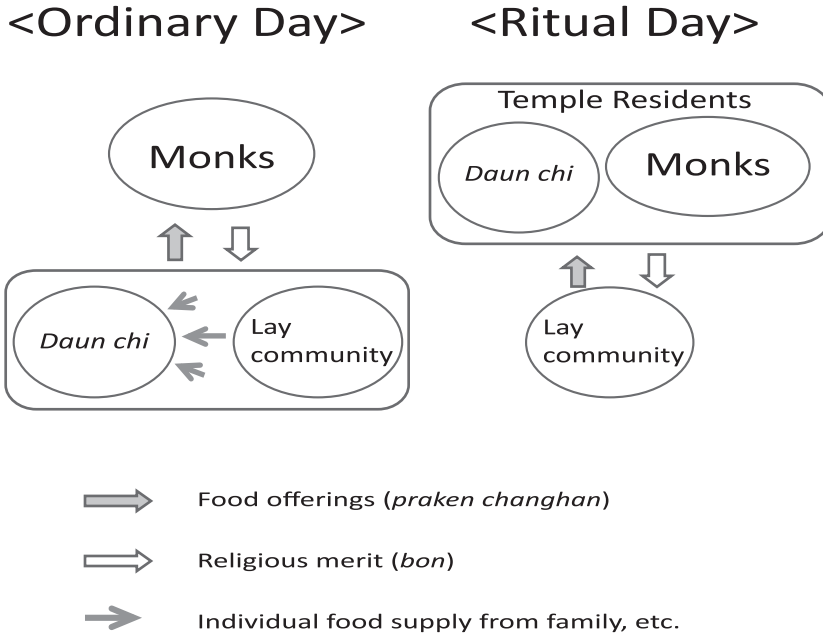 <Ordinary Day>
Monks
Daun chi
Lay
community
<Ritual Day>
Temple Residents
Daun chi
Monks
Lay
community
Food offerings (praken changhan)
Religious merit (bon)
Individual food supply from family, etc.